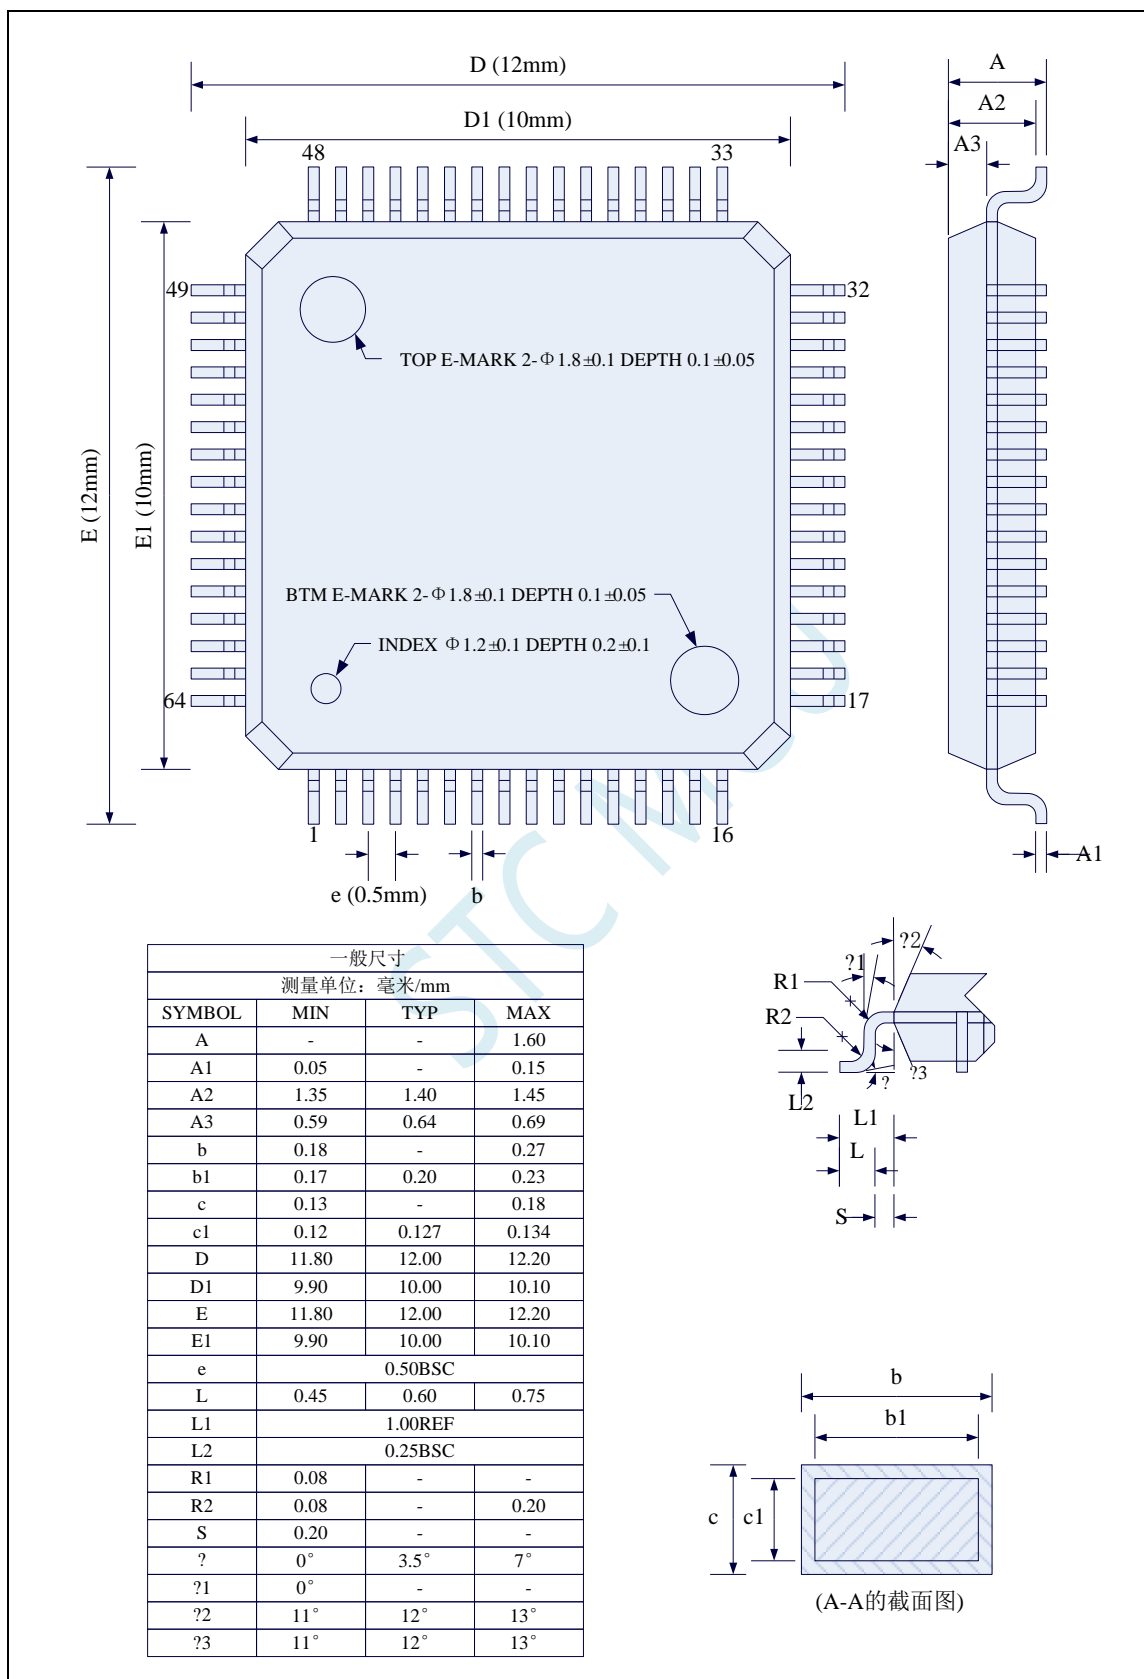 D (12mm)
D1 (10mm)
48
33
A
A2
A3
49
32
TOP E-MARK 2-Φ1.8±0.1 DEPTH 0.1±0.05
E (12mm)
E1 (10mm)
BTM E-MARK 2-Φ1.8±0.1 DEPTH 0.1±0.05
INDEX Φ1.2±0.1 DEPTH 0.2±0.1
64
17
1
16
A1
e (0.5mm)
b
STC MCU
一般尺寸
测量单位：毫米/mm
SYMBOL MIN TYP MAX
A - - 1.60
A1 0.05 - 0.15
A2 1.35 1.40 1.45
A3 0.59 0.64 0.69
b 0.18 - 0.27
b1 0.17 0.20 0.23
c 0.13 - 0.18
c1 0.12 0.127 0.134
D 11.80 12.00 12.20
D1 9.90 10.00 10.10
E 11.80 12.00 12.20
E1 9.90 10.00 10.10
e 0.50BSC
L 0.45 0.60 0.75
L1 1.00REF
L2 0.25BSC
R1 0.08 - -
R2 0.08 - 0.20
S 0.20 - -
? 0° 3.5° 7°
?1 0° - -
?2 11° 12° 13°
?3 11° 12° 13°
?2
?1
R1
R2
?3
?
L2
L1
L
S
b
b1
c
c1
(A-A的截面图)